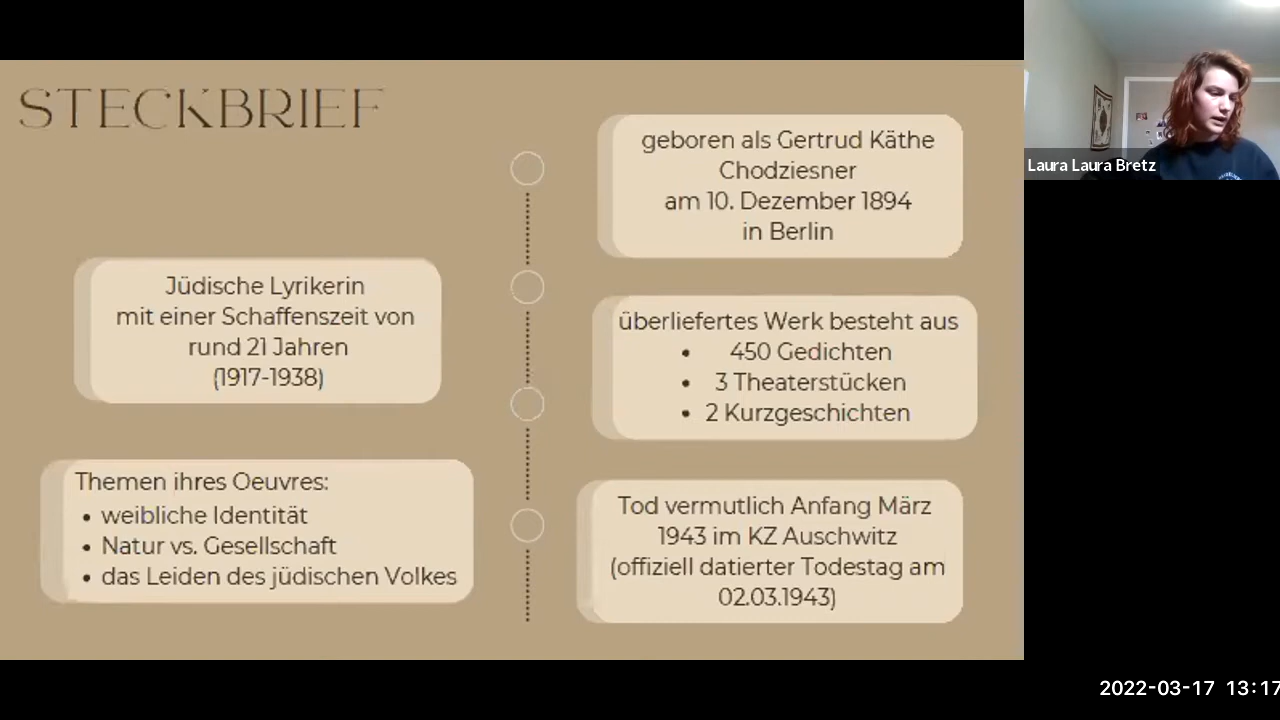 STECKBRIEF
geboren als Gertrud Käthe
Chodziesner
am 10. Dezember 1894
in Berlin
Jüdische Lyrikerin
mit einer Schaffenszeit von
rund 21 Jahren
(1917-1938)
überliefertes Werk besteht aus
• 450 Gedichten
• 3 Theaterstücken
• 2 Kurzgeschichten
Themen ihres Oeuvres:
• weibliche Identität
• Natur vs. Gesellschaft
• das Leiden des jüdischen Volkes
Tod vermutlich Anfang März
1943 im KZ Auschwitz
(offiziell datierter Todestag am
02.03.1943)
Laura Laura Bretz
2022-03-17 13:17